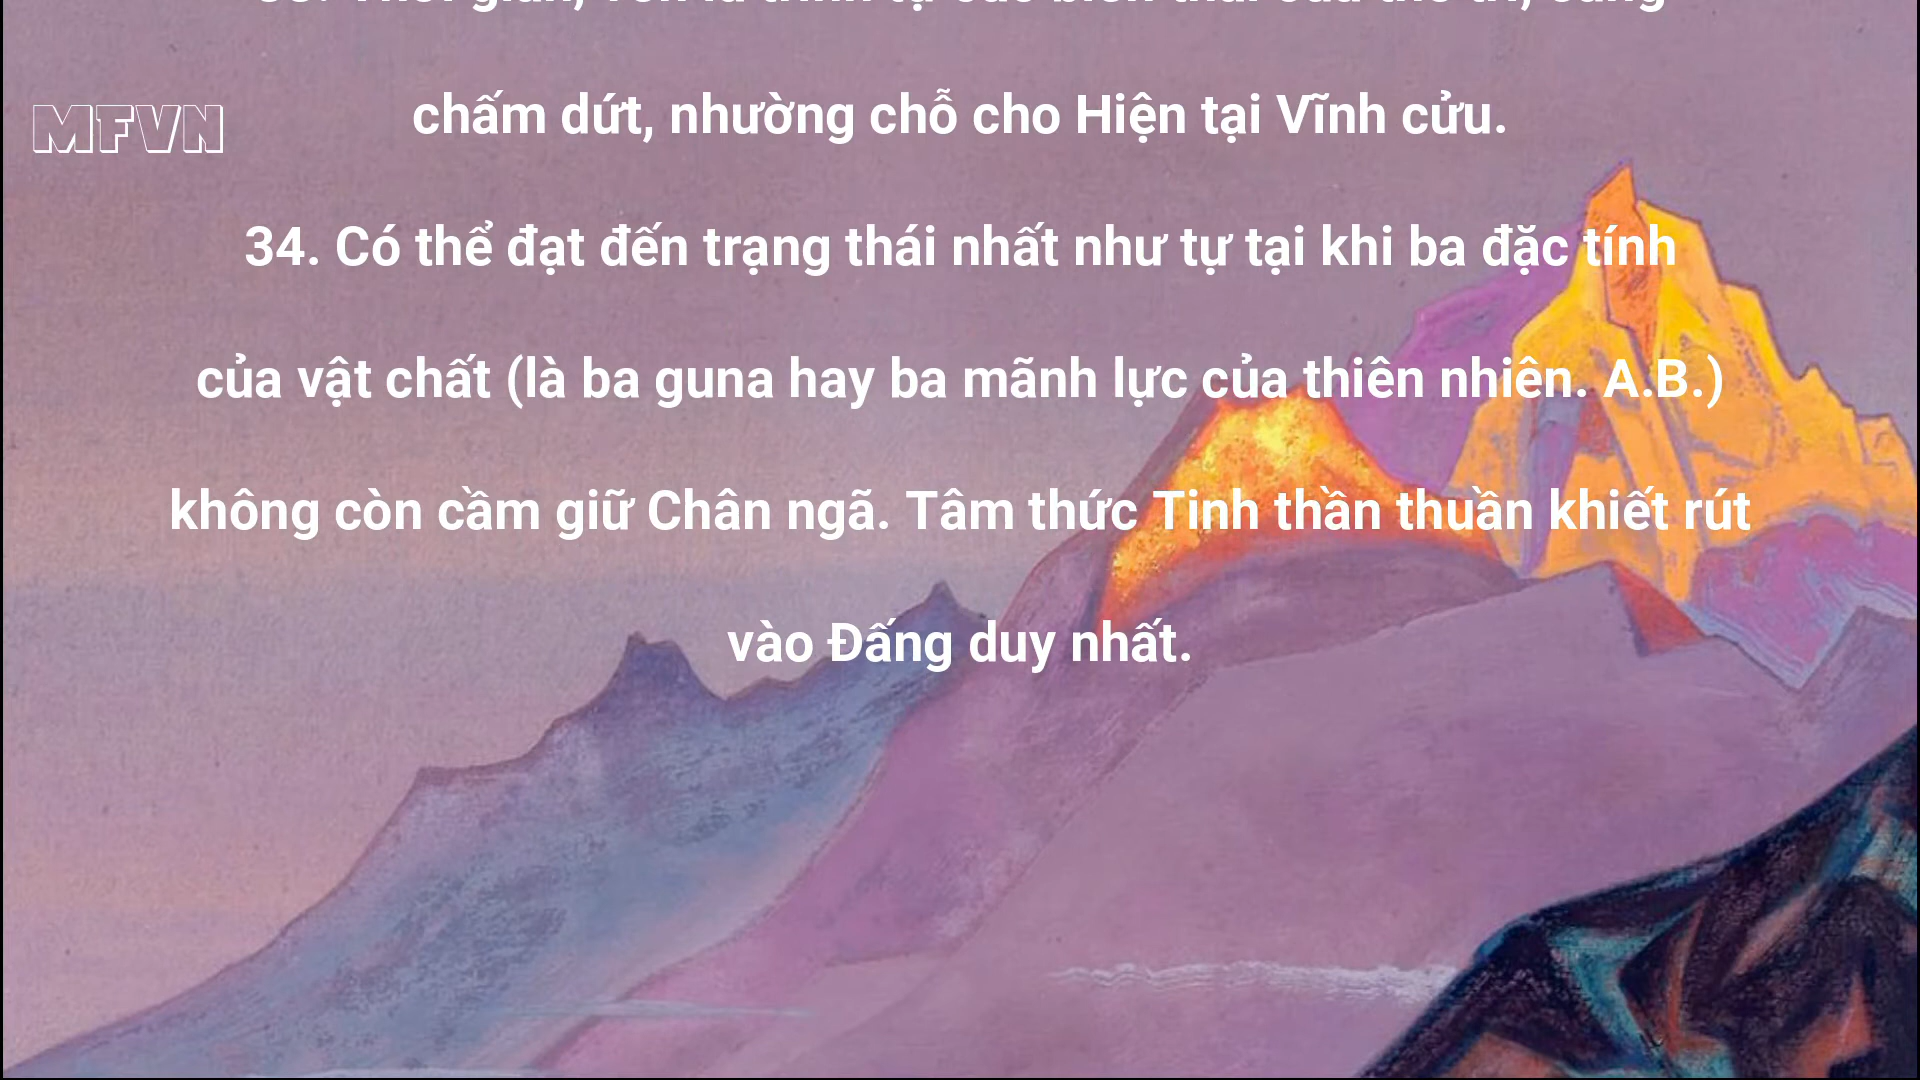 MFVN
chấm dứt, nhường chỗ cho Hiện tại Vĩnh cửu.
34. Có thể đạt đến trạng thái nhất như tự tại khi ba đặc tính
của vật chất (là ba guna hay ba mãnh lực của thiên nhiên. A.B.)
không còn cầm giữ Chân ngã. Tâm thức Tinh thần thuần khiết rút
vào Đấng duy nhất.